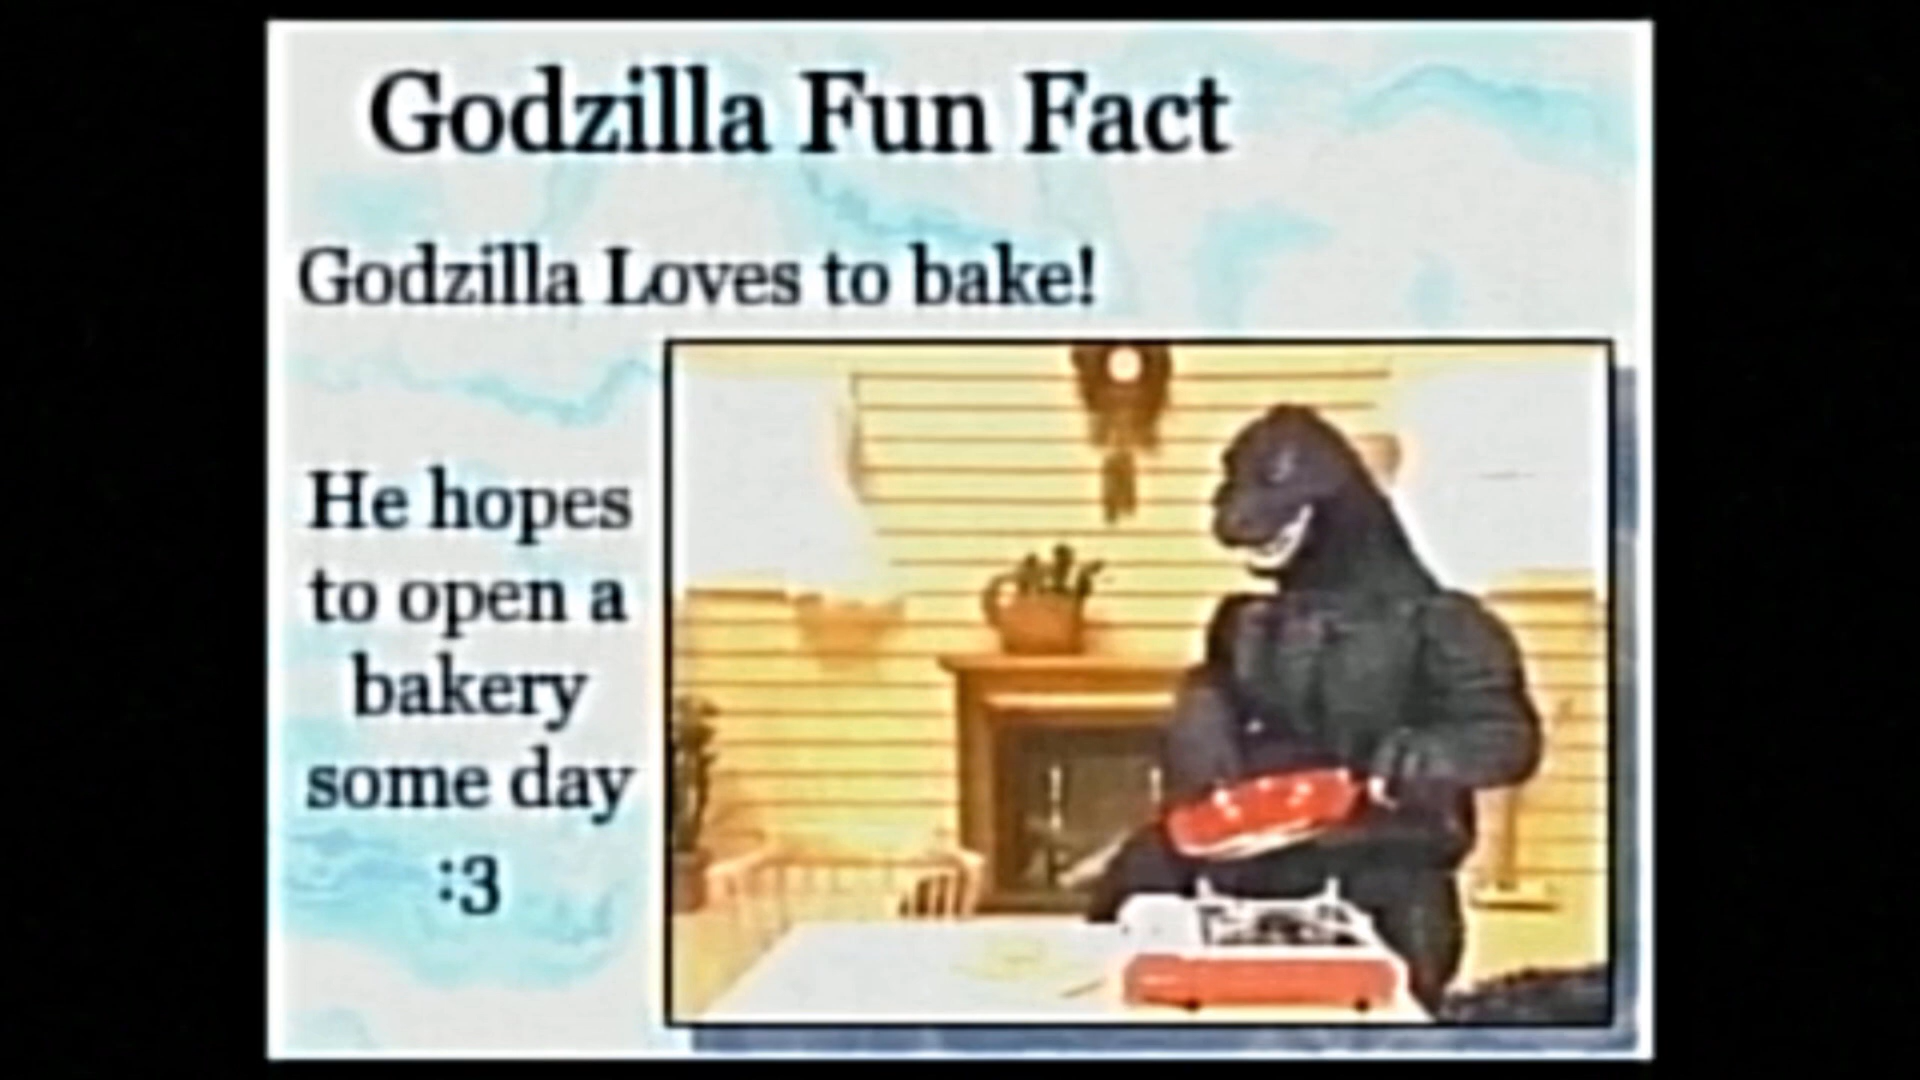 Godzilla Fun Fact
Godzilla Loves to bake!
He hopes
to open a
bakery
some day
:3